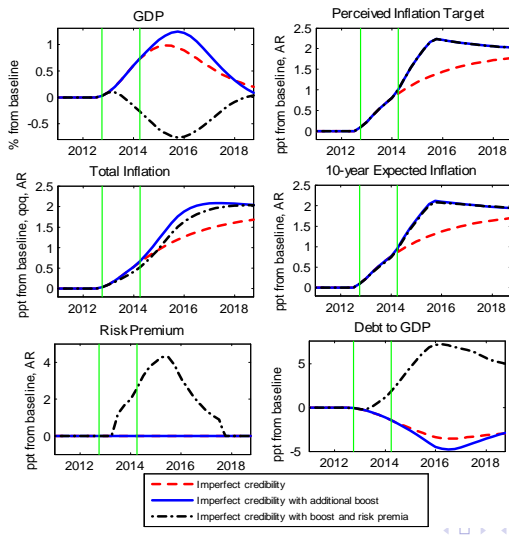 GDP
% from baseline
1
0.5
0
-0.5
2012 2014 2016 2018
Perceived Inflation Target
ppt from baseline, AR
2.5
2
1.5
1
0.5
0
2012 2014 2016 2018
Total Inflation
ppt from baseline, qoq, AR
2.5
2
1.5
1
0.5
0
2012 2014 2016 2018
10-year Expected Inflation
ppt from baseline, AR
2.5
2
1.5
1
0.5
0
2012 2014 2016 2018
Risk Premium
ppt from baseline, AR
4
2
0
2012 2014 2016 2018
Debt to GDP
ppt from baseline
5
0
-5
2012 2014 2016 2018
Imperfect credibility
Imperfect credibility with additional boost
Imperfect credibility with boost and risk premia